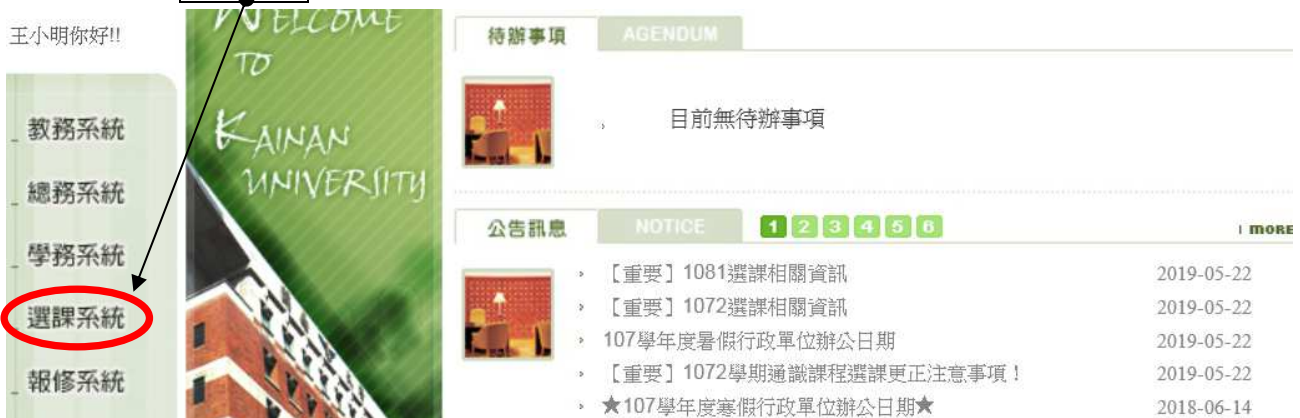 王小明你好!!
教務系統
總務系統
學務系統
選課系統
報修系統
WELCOME
TO
KAINAN
UNIVERSITY
待辦事項 AGENDUM
目前無待辦事項
公告訊息 NOTICE 1 2 3 4 5 6 MORE
【重要】1081選課相關資訊 2019-05-22
【重要】1072選課相關資訊 2019-05-22
107學年度暑假行政單位辦公日期 2019-05-22
【重要】1072學期通識課程選課更正注意事項！ 2019-05-22
★107學年度寒假行政單位辦公日期★ 2018-06-14